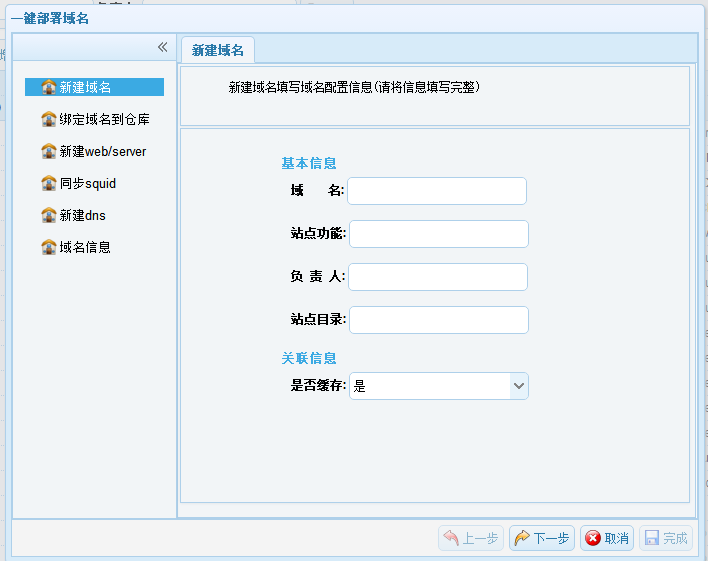 一键部署域名
新建域名
绑定域名到仓库
新建web/server
同步squid
新建dns
域名信息
新建域名
新建域名填写域名配置信息(请将信息填写完整)
基本信息
域 名:
站点功能:
负 责 人:
站点目录:
关联信息
是否缓存: 是
上一步 下一步 取消 完成